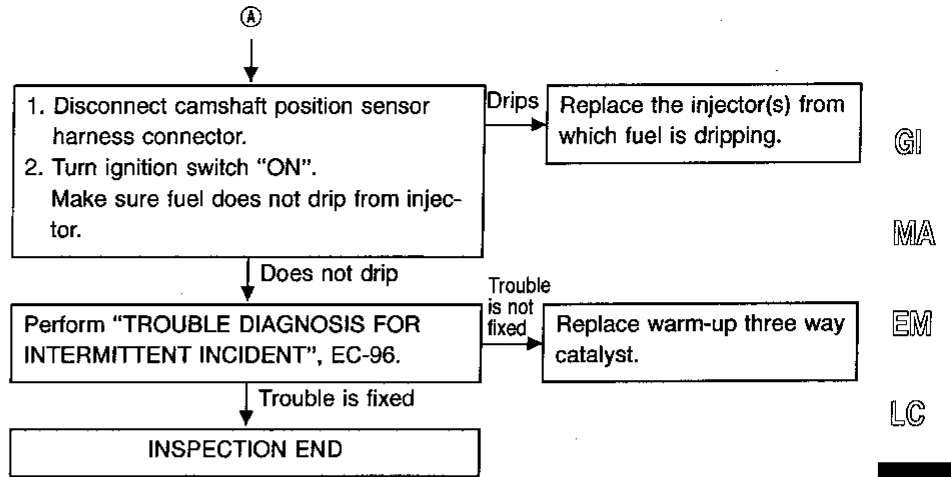 Ⓐ
1. Disconnect camshaft position sensor
harness connector.
2. Turn ignition switch “ON”.
Make sure fuel does not drip from injec-
tor.
Drips
Replace the injector(s) from
which fuel is dripping.
Does not drip
Perform “TROUBLE DIAGNOSIS FOR
INTERMITTENT INCIDENT”, EC-96.
Trouble
is not
fixed
Replace warm-up three way
catalyst.
Trouble is fixed
INSPECTION END
GI
MA
EM
LC